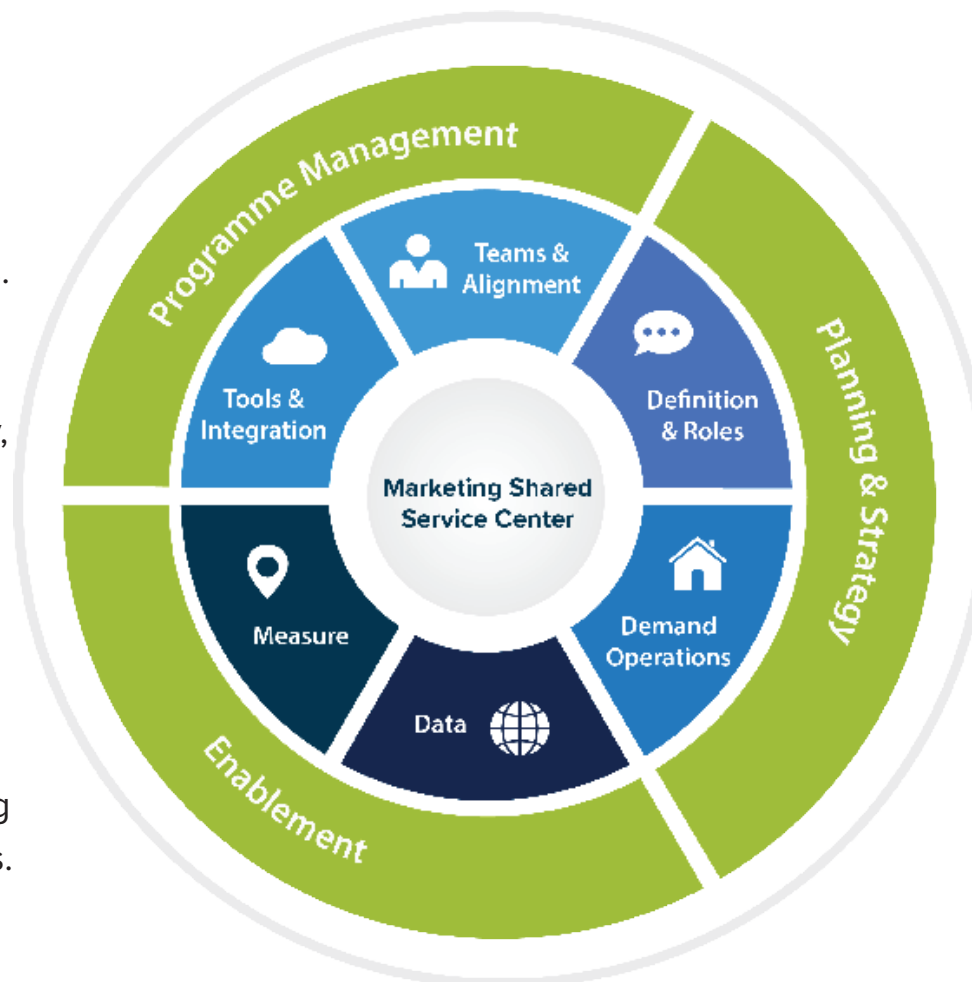 Programme Management
Teams &
Alignment
Planning & Strategy
Tools &
Integration
Definition
& Roles
Marketing Shared
Service Center
Measure
Demand
Operations
Data
Enablement